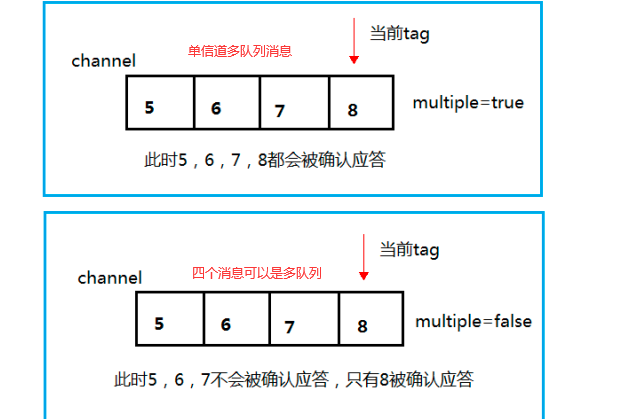 当前tag
单信道多队列消息
channel
5 6 7 8
multiple=true
此时5，6，7，8都会被确认应答
当前tag
四个消息可以是多队列
channel
5 6 7 8
multiple=false
此时5，6，7不会被确认应答，只有8被确认应答